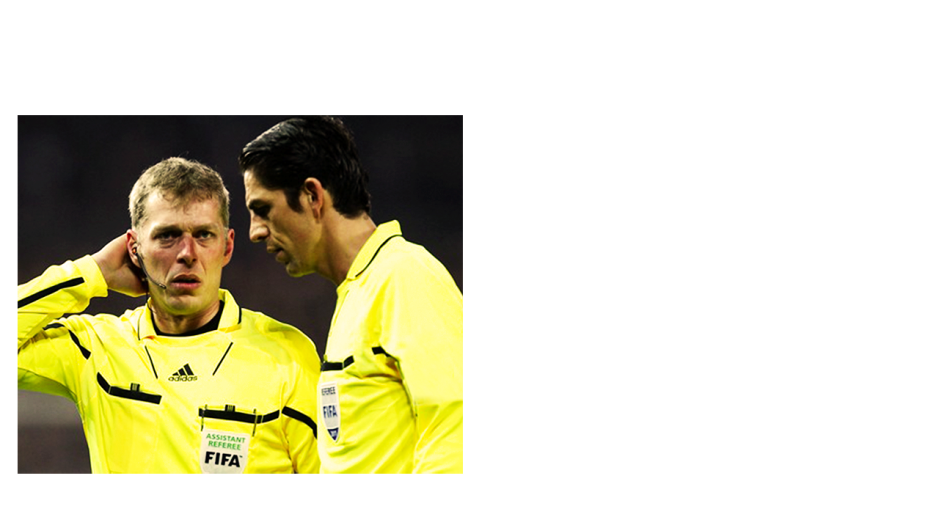 adidas
ASSISTANT
REFEREE
FIFA
REFEREE
FIFA